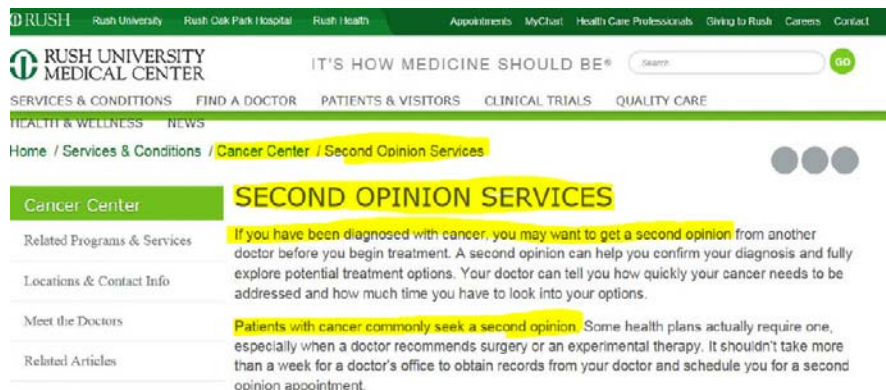 RUSH Rush University Rush Oak Park Hospital Rush Health Appointments MyChart Health Care Professionals Giving to Rush Careers Contact
RUSH UNIVERSITY
MEDICAL CENTER
IT'S HOW MEDICINE SHOULD BE®
Search
GO
SERVICES & CONDITIONS FIND A DOCTOR PATIENTS & VISITORS CLINICAL TRIALS QUALITY CARE
HEALTH & WELLNESS NEWS
Home / Services & Conditions / Cancer Center / Second Opinion Services
Cancer Center
Related Programs & Services
Locations & Contact Info
Meet the Doctors
Related Articles
SECOND OPINION SERVICES
If you have been diagnosed with cancer, you may want to get a second opinion from another
doctor before you begin treatment. A second opinion can help you confirm your diagnosis and fully
explore potential treatment options. Your doctor can tell you how quickly your cancer needs to be
addressed and how much time you have to look into your options.
Patients with cancer commonly seek a second opinion. Some health plans actually require one,
especially when a doctor recommends surgery or an experimental therapy. It shouldn't take more
than a week for a doctor's office to obtain records from your doctor and schedule you for a second
opinion appointment.